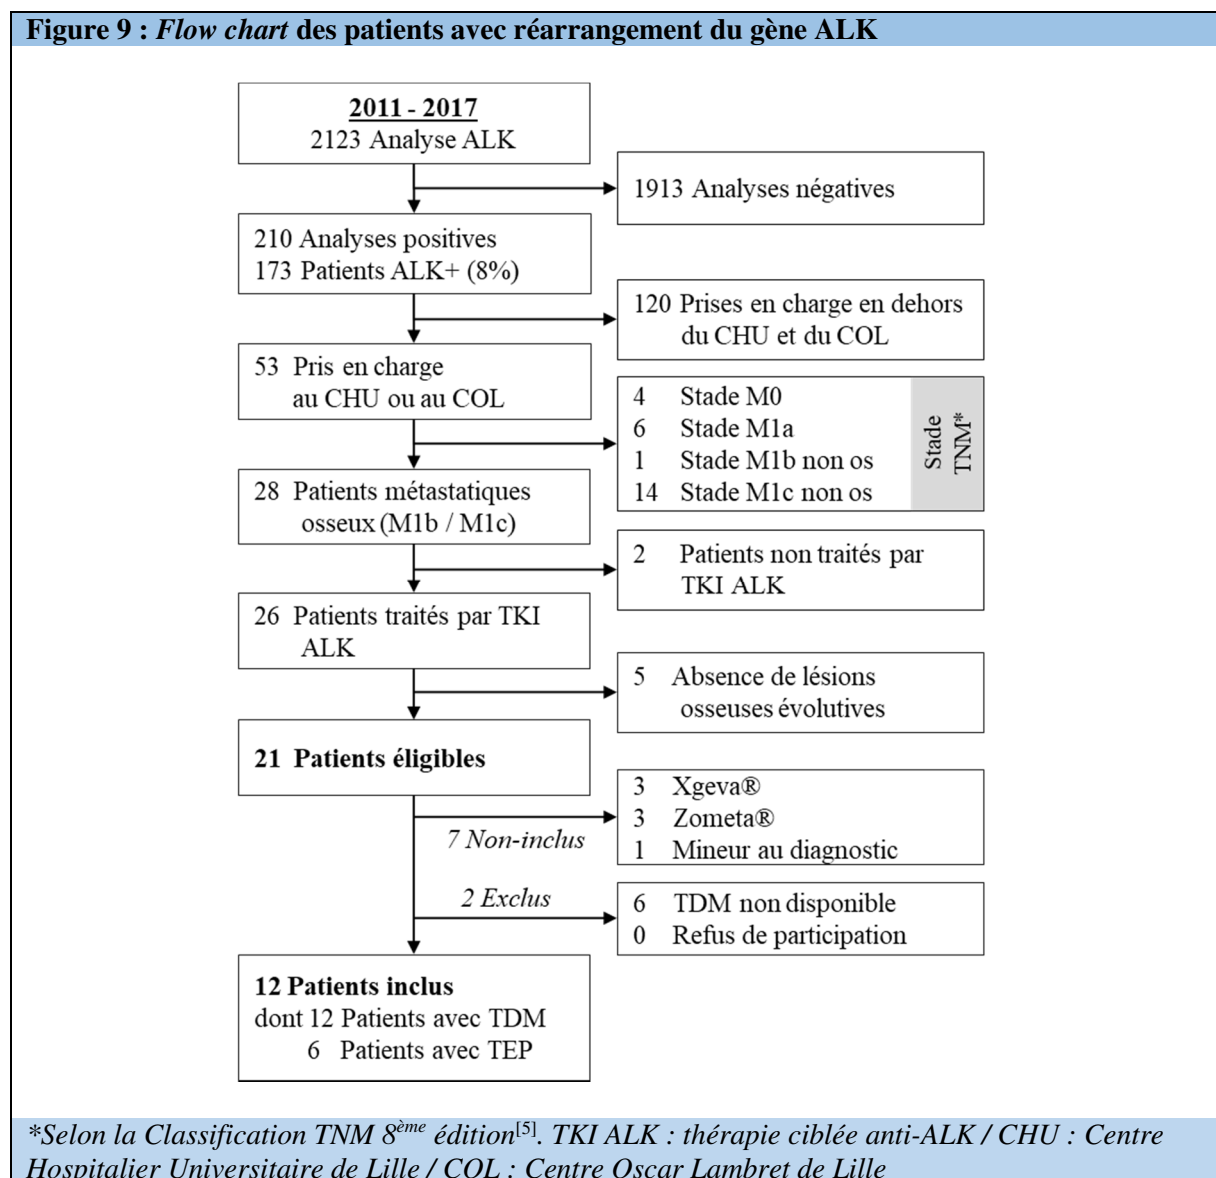 Figure 9 : Flow chart des patients avec réarrangement du gène ALK
2011 - 2017
2123 Analyse ALK
1913 Analyses négatives
210 Analyses positives
173 Patients ALK+ (8%)
120 Prises en charge en dehors
du CHU et du COL
53 Pris en charge
au CHU ou au COL
4 Stade M0
6 Stade M1a
1 Stade M1b non os
14 Stade M1c non os
Stade
TNM*
28 Patients métastatiques
osseux (M1b / M1c)
2 Patients non traités par
TKI ALK
26 Patients traités par TKI
ALK
5 Absence de lésions
osseuses évolutives
21 Patients éligibles
3 Xgeva®
3 Zometa®
1 Mineur au diagnostic
7 Non-inclus
2 Exclus
6 TDM non disponible
0 Refus de participation
12 Patients inclus
dont 12 Patients avec TDM
6 Patients avec TEP
*Selon la Classification TNM 8ème édition[5]. TKI ALK : thérapie ciblée anti-ALK / CHU : Centre
Hospitalier Universitaire de Lille / COL : Centre Oscar Lambret de Lille